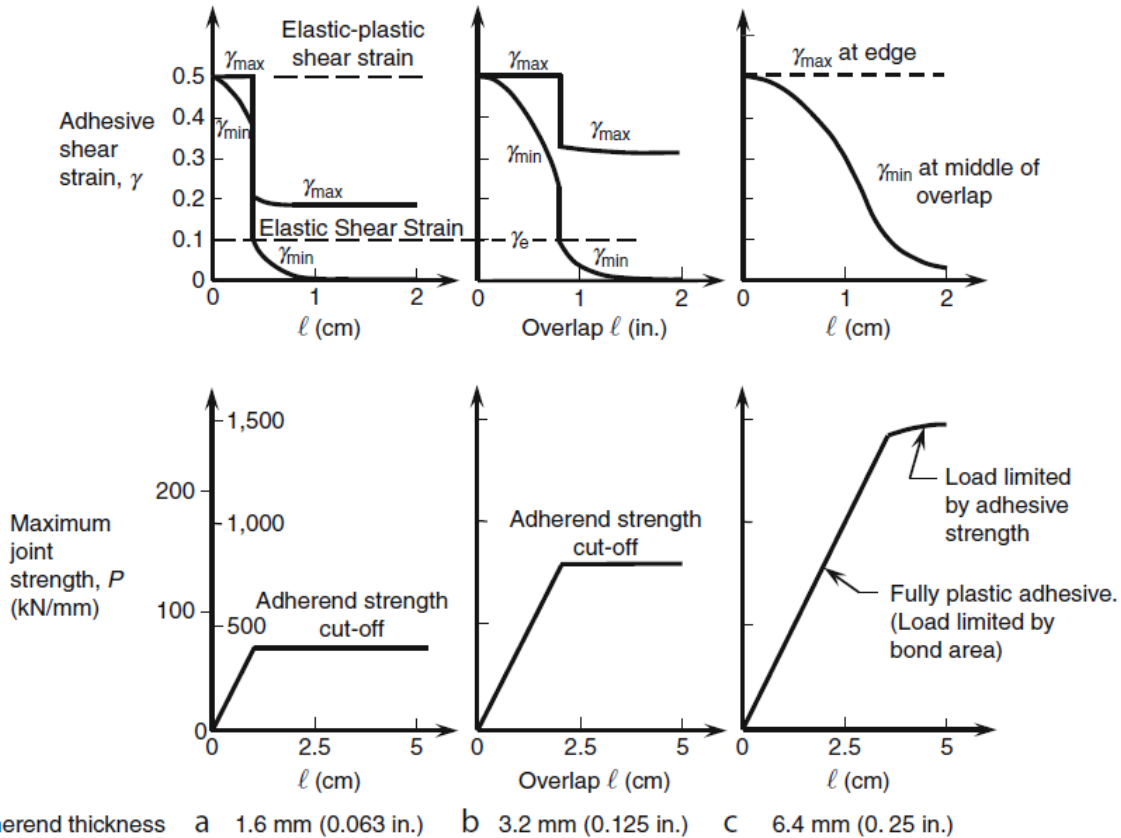 Elastic-plastic
shear strain
γmax
γmax at edge
0.5
0.4
Adhesive
shear
strain, γ
γmin
0.3
0.2
0.1
0
γmax
Elastic Shear Strain
γmin
γmin
γmax
γe
γmin
γmax
γmin at middle of
overlap
0 1 2
ℓ (cm)
0 1 2
Overlap ℓ (in.)
0 1 2
ℓ (cm)
Maximum
joint
strength, P
(kN/mm)
200
100
0
1,500
1,000
500
Adherend strength
cut-off
Adherend strength
cut-off
Load limited
by adhesive
strength
Fully plastic adhesive.
(Load limited by
bond area)
0 2.5 5
ℓ (cm)
0 2.5 5
Overlap ℓ (cm)
0 2.5 5
ℓ (cm)
erend thickness a 1.6 mm (0.063 in.) b 3.2 mm (0.125 in.) c 6.4 mm (0. 25 in.)